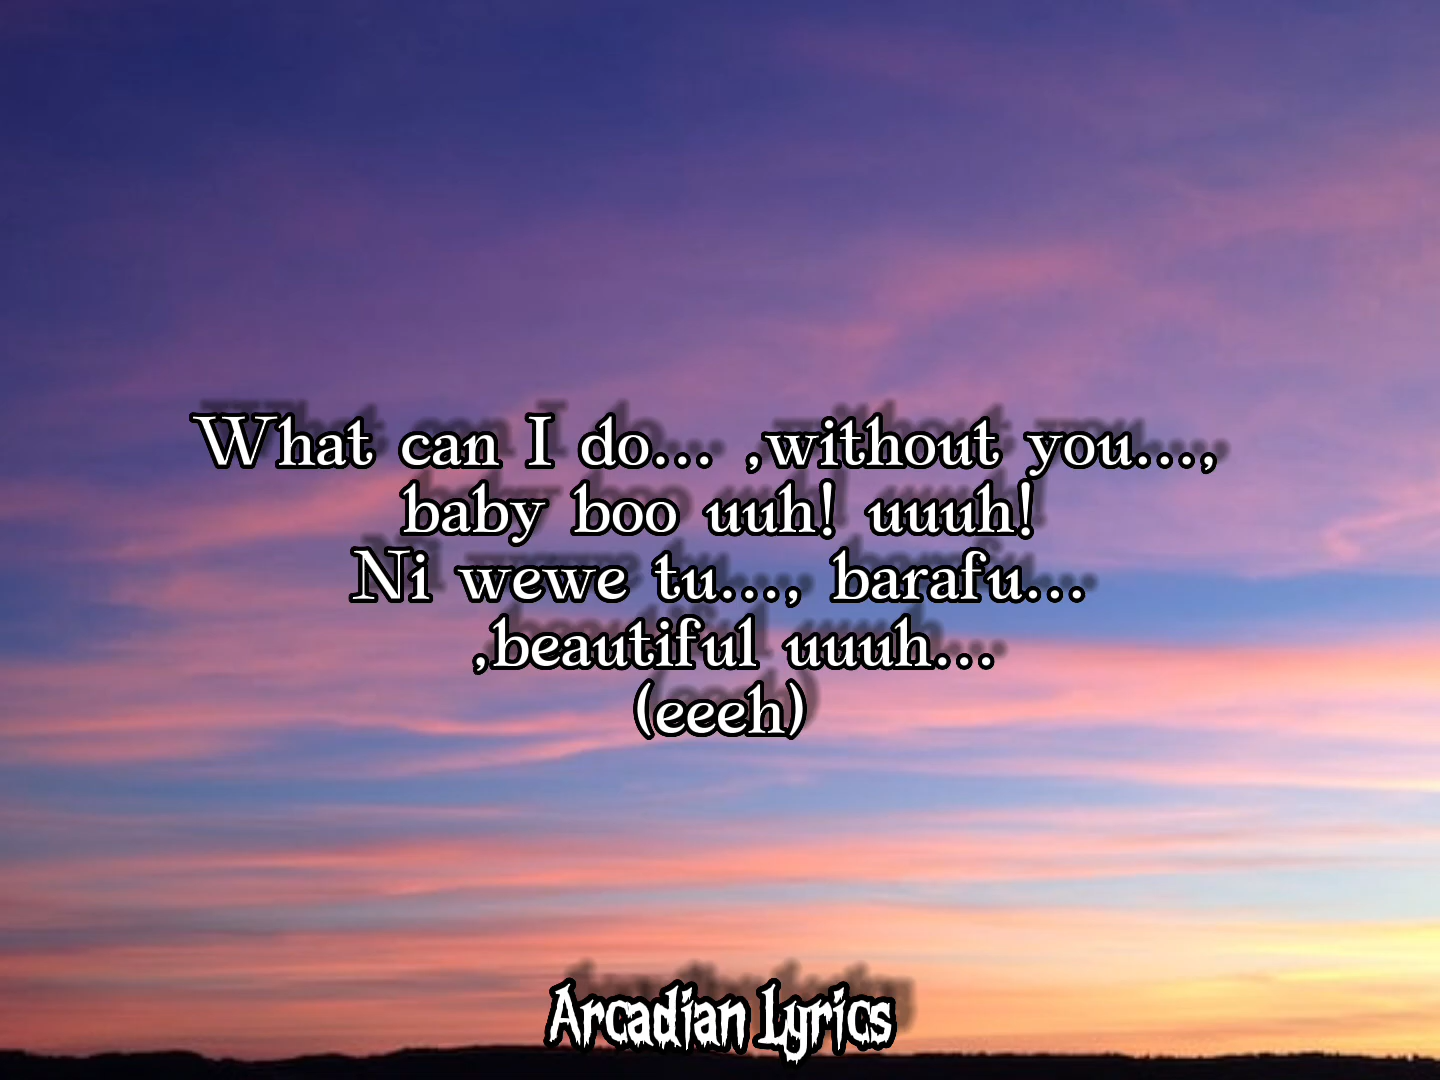 What can I do... ,without you...,
baby boo uuh! uuuh!
Ni wewe tu..., barafu...
,beautiful uuuh...
(eeeh)
Arcadian Lyrics